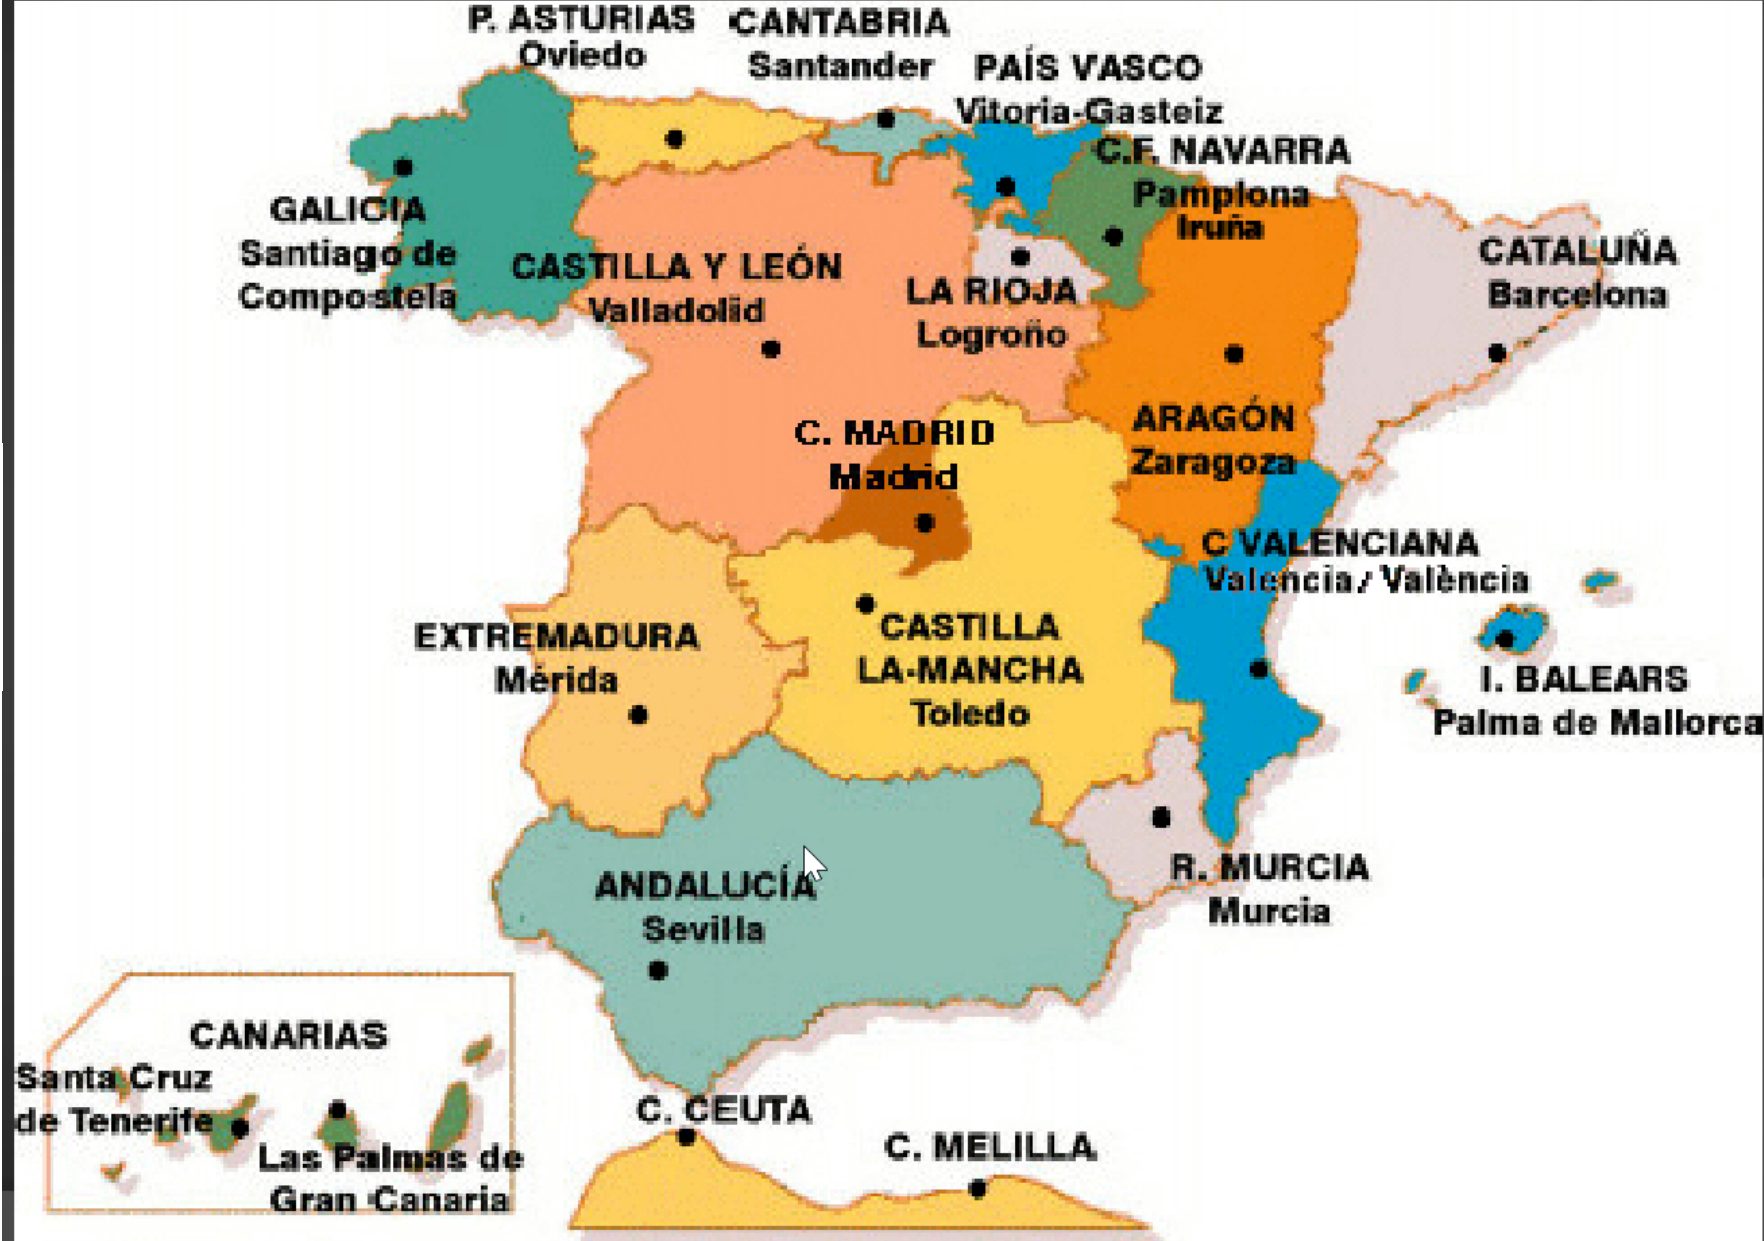 P. ASTURIAS
Oviedo
CANTABRIA
Santander
PAÍS VASCO
Vitoria-Gasteiz
C.F. NAVARRA
Pamplona
Iruña
GALICIA
Santiago de
Compostela
CASTILLA Y LEÓN
Valladolid
LA RIOJA
Logroño
CATALUÑA
Barcelona
ARAGÓN
Zaragoza
C. MADRID
Madrid
C VALENCIANA
Valencia / València
EXTREMADURA
Mérida
CASTILLA
LA-MANCHA
Toledo
I. BALEARS
Palma de Mallorca
R. MURCIA
Murcia
ANDALUCÍA
Sevilla
CANARIAS
Santa Cruz
de Tenerife
Las Palmas de
Gran Canaria
C. CEUTA
C. MELILLA